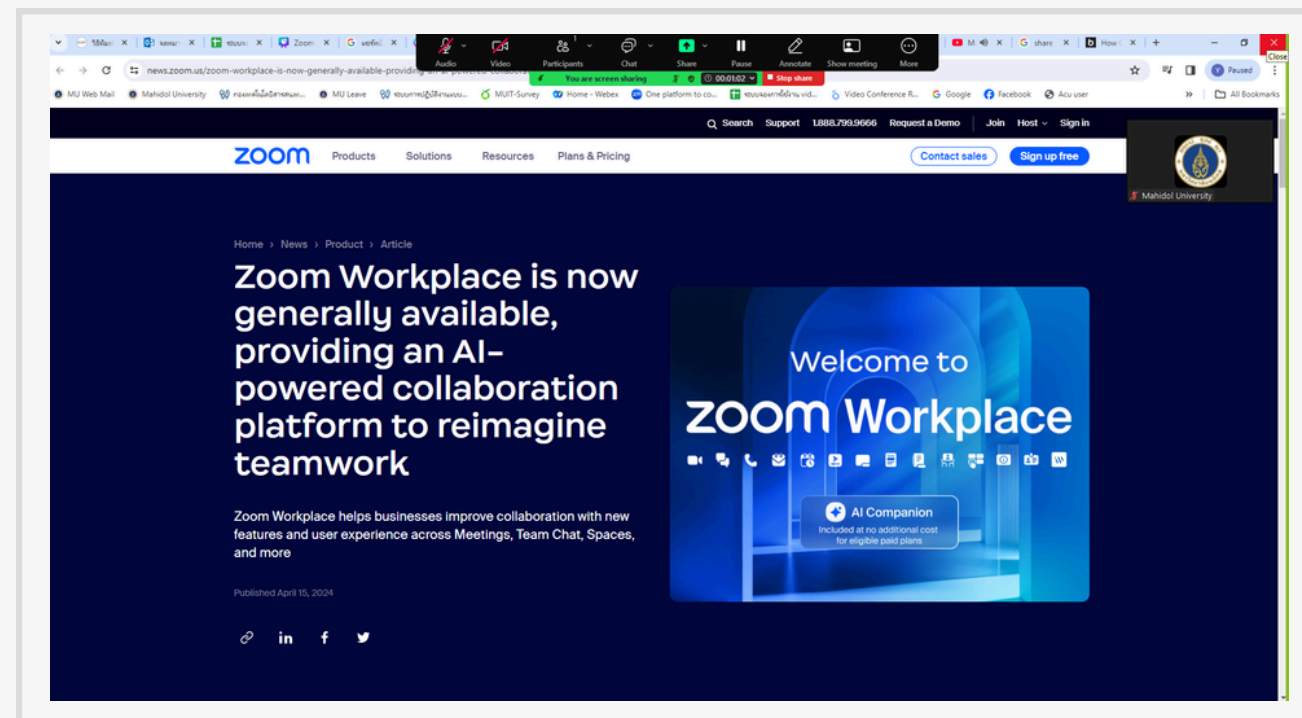 Zoom
share
How
Audio
Video
1
Participants
Chat
Share
Pause
Annotate
Show meeting
More
Close
news.zoom.us/zoom-workplace-is-now-generally-available-providing-an-ai-powered-collaborat
You are screen sharing
00:01:02
Stop share
Paused
MU Web Mail
Mahidol University
MU Leave
MUIT-Survey
Home - Webex
One platform to co...
Video Conference R...
Google
Facebook
Acu user
All Bookmarks
Search Support 1.888.799.9666 Request a Demo Join Host Sign in
zoom Products Solutions Resources Plans & Pricing Contact sales Sign up free
Mahidol University
Home › News › Product › Article
Zoom Workplace is now
generally available,
providing an AI-
powered collaboration
platform to reimagine
teamwork
Zoom Workplace helps businesses improve collaboration with new
features and user experience across Meetings, Team Chat, Spaces,
and more
Published April 15, 2024
in f
Welcome to
zoom Workplace
AI Companion
Included at no additional cost
for eligible paid plans